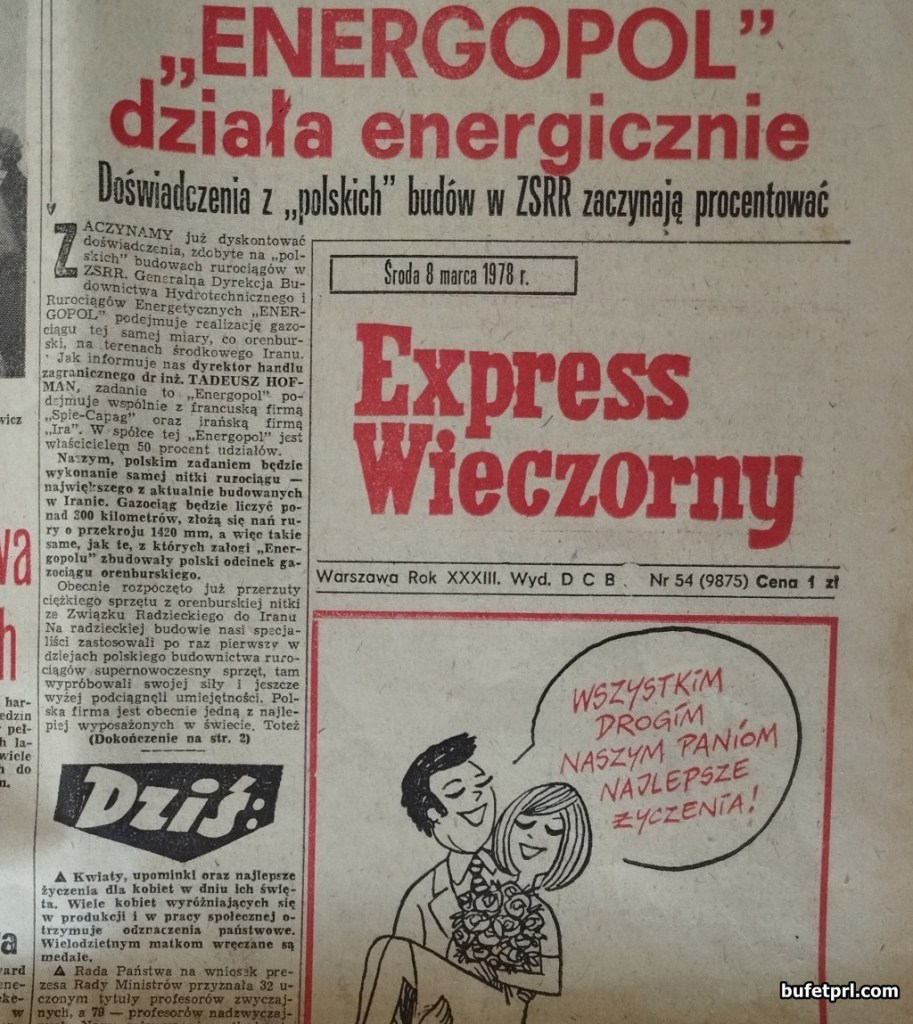 „ENERGOPOL”
działa energicznie
Doświadczenia z „polskich” budów w ZSRR zaczynają procentować
ZACZYNAMY już dyskontować
doświadczenia, zdobyte na „pol-
skich” budowach rurociągów w
ZSRR. Generalna Dyrekcja Bu-
downictwa Hydrotechnicznego i
Rurociągów Energetycznych „ENER-
GOPOL” podejmuje realizację gazo-
ciągu tej samej miary, co orenbur-
ski, na terenach środkowego Iranu.
Jak informuje nas dyrektor handlu
zagranicznego dr inż. TADEUSZ HOF-
MAN, zadanie to „Energopol” po-
dejmuje wspólnie z francuską firmą
„Spie-Capag” oraz irańską firmą
„Ira”. W spółce tej „Energopol” jest
właścicielem 50 procent udziałów.
Naszym, polskim zadaniem będzie
wykonanie samej nitki rurociągu —
największego z aktualnie budowanych
w Iranie. Gazociąg będzie liczyć po-
nad 300 kilometrów, złożą się nań ru-
ry o przekroju 1420 mm, a więc takie
same, jak te, z których załogi „Ener-
gopolu” zbudowały polski odcinek ga-
zociągu orenburskiego.
Obecnie rozpoczęto już przerzuty
ciężkiego sprzętu z orenburskiej nitki
ze Związku Radzieckiego do Iranu
Na radzieckiej budowie nasi specja-
liści zastosowali po raz pierwszy w
dziejach polskiego budownictwa ruro-
ciągów supernowoczesny sprzęt, tam
wypróbowali swojej siły i jeszcze
wyżej podciągnęli umiejętności. Pol-
ska firma jest obecnie jedną z najle-
piej wyposażonych w świecie. Toteż
(Dokończenie na str. 2)
Dziś:
▲ Kwiaty, upominki oraz najlepsze
życzenia dla kobiet w dniu ich świę-
ta. Wiele kobiet wyróżniających się
w produkcji i w pracy społecznej o-
trzymuje odznaczenia państwowe.
Wielodzietnym matkom wręczane są
medale.
▲ Rada Państwa na wniosek pre-
zesa Rady Ministrów przyznała 32 u-
czonym tytuły profesorów zwyczaj-
nych, a 79 — profesorów nadzwyczaj-
Środa 8 marca 1978 r.
Express
Wieczorny
Warszawa Rok XXXIII. Wyd. D C B Nr 54 (9875) Cena 1 zł
WSZYSTKIM
DROGIM
NASZYM PANIOM
NAJLEPSZE
ŻYCZENIA!
bufetprl.com